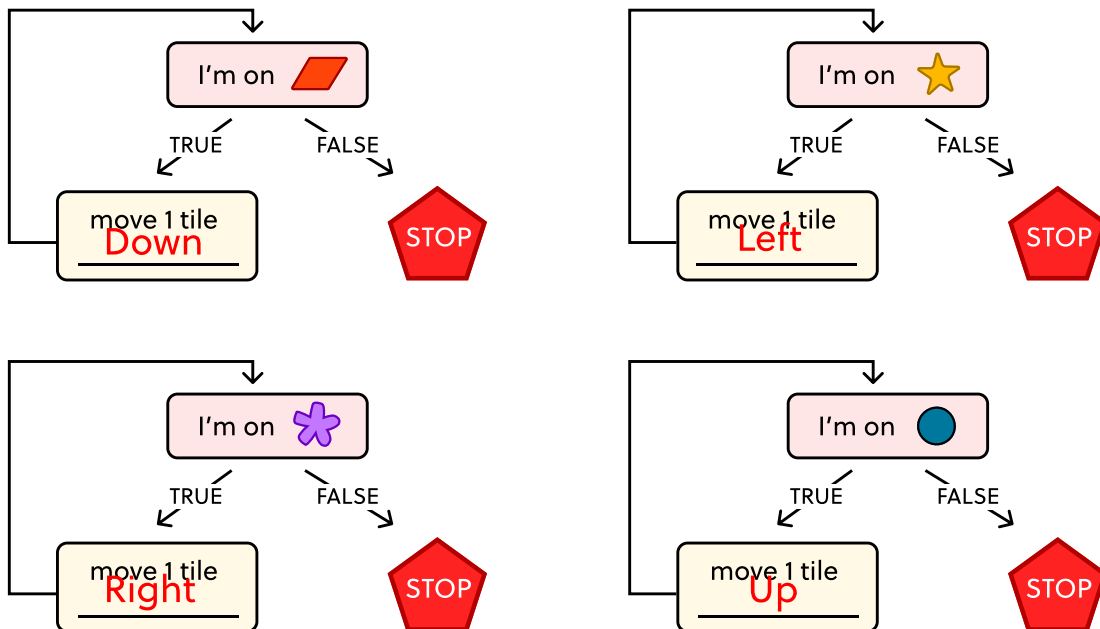 I'm on
TRUE
FALSE
move 1 tile
Down
STOP
I'm on
TRUE
FALSE
move 1 tile
Left
STOP
I'm on
TRUE
FALSE
move 1 tile
Right
STOP
I'm on
TRUE
FALSE
move 1 tile
Up
STOP